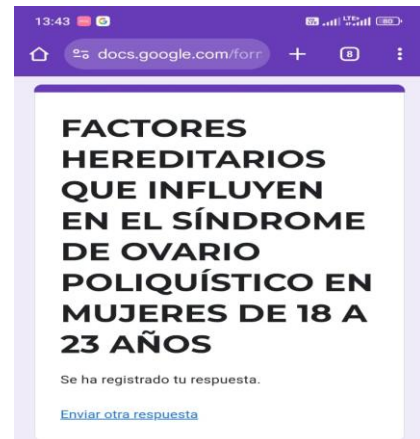 13:43
docs.google.com/forr
8
FACTORES
HEREDITARIOS
QUE INFLUYEN
EN EL SÍNDROME
DE OVARIO
POLIQUÍSTICO EN
MUJERES DE 18 A
23 AÑOS
Se ha registrado tu respuesta.
Enviar otra respuesta